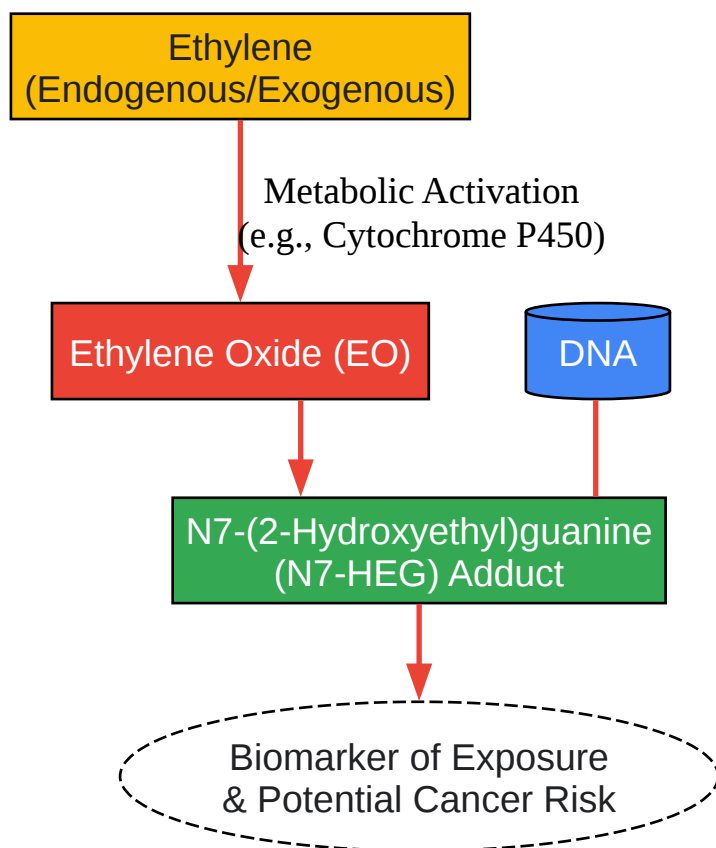 Ethylene
(Endogenous/Exogenous)
Metabolic Activation
(e.g., Cytochrome P450)
Ethylene Oxide (EO)
DNA
N7-(2-Hydroxyethyl)guanine
(N7-HEG) Adduct
Biomarker of Exposure
& Potential Cancer Risk